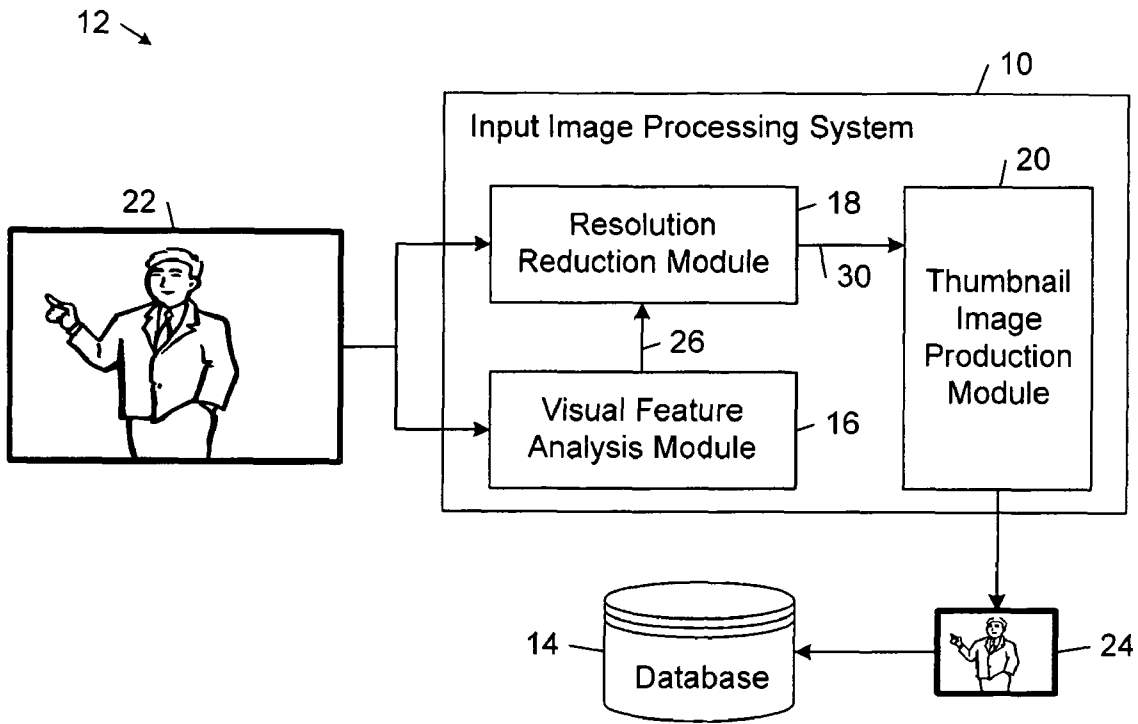 12
10
Input Image Processing System
22
18
20
Resolution
Reduction Module
30
Thumbnail
Image
Production
Module
26
Visual Feature
Analysis Module
16
14
Database
24